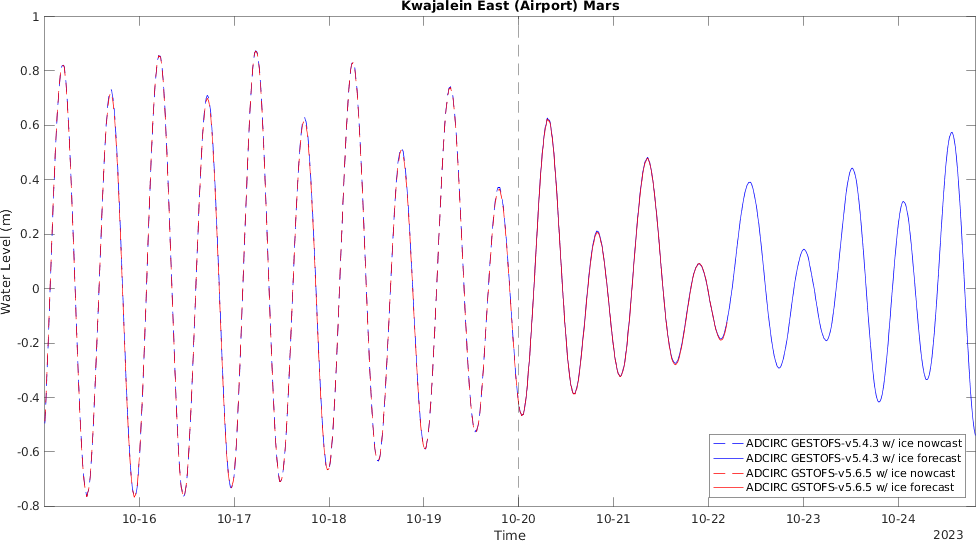 Kwajalein East (Airport) Mars
Water Level (m)
1
0.8
0.6
0.4
0.2
0
-0.2
-0.4
-0.6
-0.8
10-16
10-17
10-18
10-19
10-20
10-21
10-22
10-23
10-24
Time
2023
ADCIRC GESTOFS-v5.4.3 w/ ice nowcast
ADCIRC GESTOFS-v5.4.3 w/ ice forecast
ADCIRC GSTOFS-v5.6.5 w/ ice nowcast
ADCIRC GSTOFS-v5.6.5 w/ ice forecast